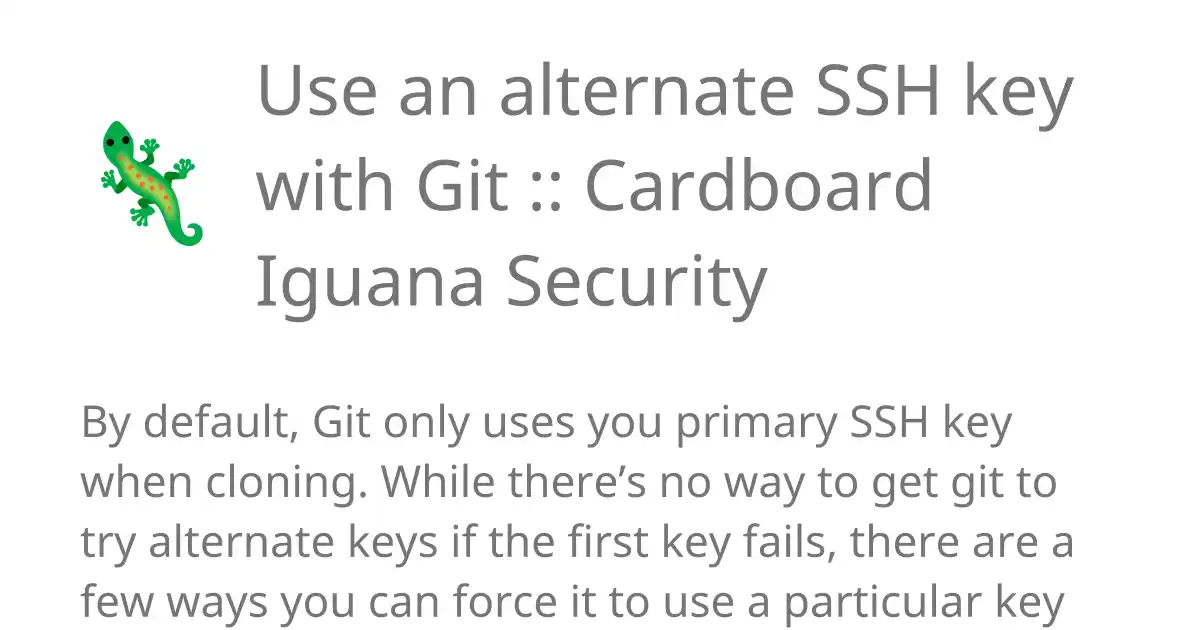 Use an alternate SSH key
with Git :: Cardboard
Iguana Security
By default, Git only uses you primary SSH key
when cloning. While there’s no way to get git to
try alternate keys if the first key fails, there are a
few ways you can force it to use a particular key